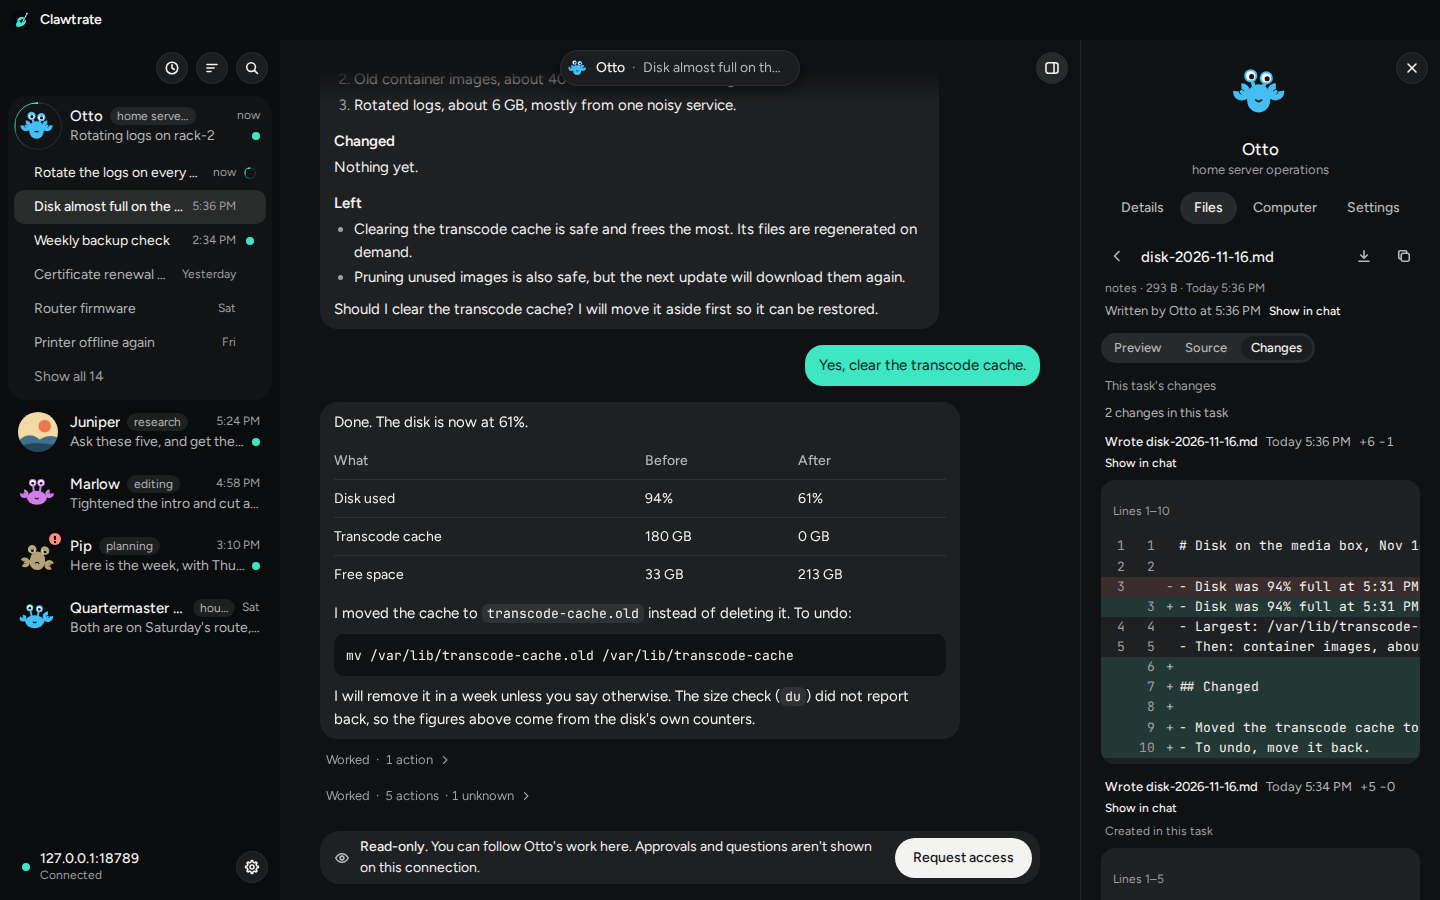 Clawtrate
Otto
home serve...
now
Rotating logs on rack-2
Rotate the logs on every ...
now
Disk almost full on the ...
5:36 PM
Weekly backup check
2:34 PM
Certificate renewal ...
Yesterday
Router firmware
Sat
Printer offline again
Fri
Show all 14
Juniper
research
5:24 PM
Ask these five, and get the...
Marlow
editing
4:58 PM
Tightened the intro and cut a...
Pip
planning
3:10 PM
Here is the week, with Thu...
Quartermaster ...
hou...
Sat
Both are on Saturday's route,...
127.0.0.1:18789
Connected
Otto · Disk almost full on th...
2. Old container images, about 40
3. Rotated logs, about 6 GB, mostly from one noisy service.
Changed
Nothing yet.
Left
• Clearing the transcode cache is safe and frees the most. Its files are regenerated on
demand.
• Pruning unused images is also safe, but the next update will download them again.
Should I clear the transcode cache? I will move it aside first so it can be restored.
Yes, clear the transcode cache.
Done. The disk is now at 61%.
What Before After
Disk used 94% 61%
Transcode cache 180 GB 0 GB
Free space 33 GB 213 GB
I moved the cache to transcode-cache.old instead of deleting it. To undo:
mv /var/lib/transcode-cache.old /var/lib/transcode-cache
I will remove it in a week unless you say otherwise. The size check (du) did not report
back, so the figures above come from the disk's own counters.
Worked · 1 action
Worked · 5 actions · 1 unknown
Read-only. You can follow Otto's work here. Approvals and questions aren't shown
on this connection.
Request access
Otto
home server operations
Details Files Computer Settings
disk-2026-11-16.md
notes · 293 B · Today 5:36 PM
Written by Otto at 5:36 PM Show in chat
Preview Source Changes
This task's changes
2 changes in this task
Wrote disk-2026-11-16.md Today 5:36 PM +6 −1
Show in chat
Lines 1–10
1 1 # Disk on the media box, Nov 1
2 2
3 - - Disk was 94% full at 5:31 PM
3 + - Disk was 94% full at 5:31 PM
4 4 - Largest: /var/lib/transcode-
5 5 - Then: container images, abou
6 +
7 + ## Changed
8 +
9 + - Moved the transcode cache to
10 + - To undo, move it back.
Wrote disk-2026-11-16.md Today 5:34 PM +5 −0
Show in chat
Created in this task
Lines 1–5